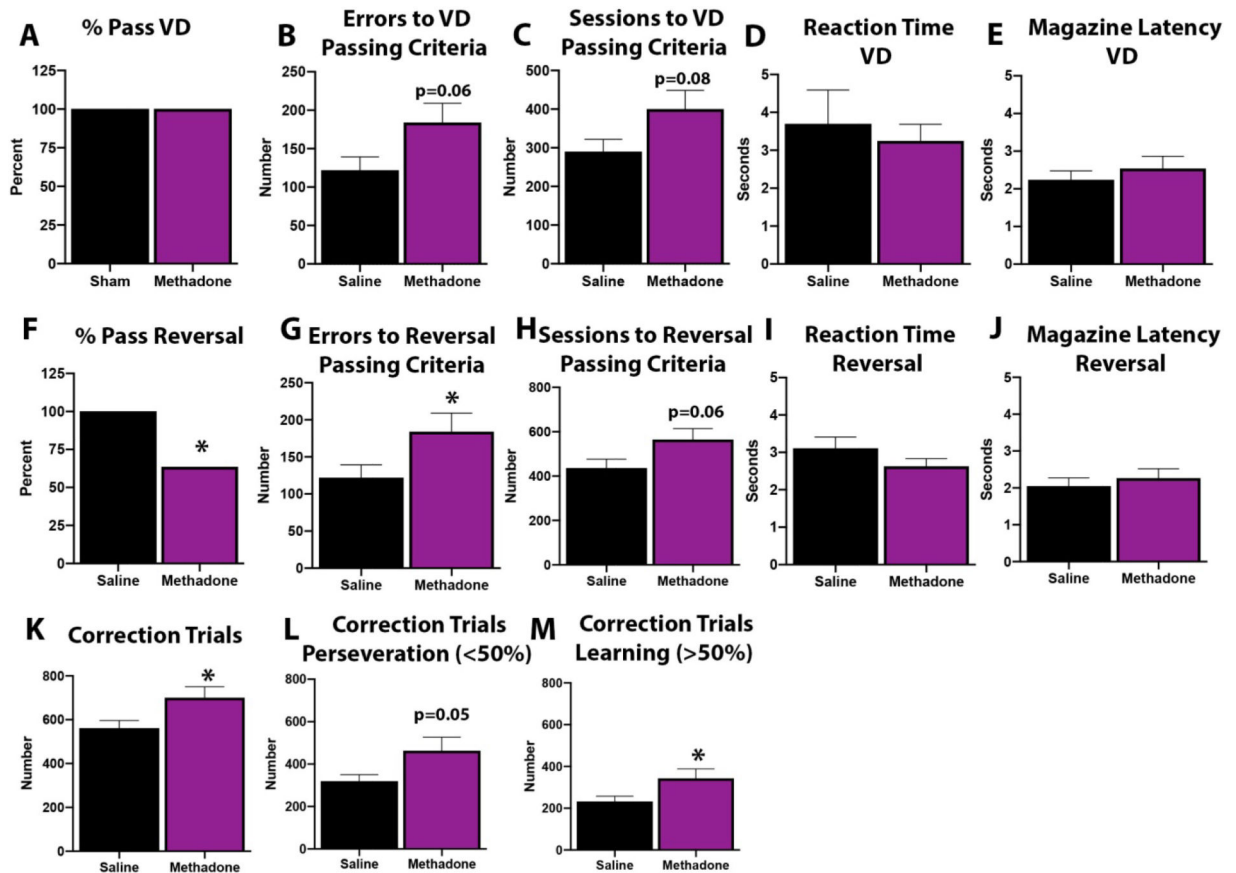 A % Pass VD
125
100
75
50
25
0
Percent
Sham Methadone
B Errors to VD
Passing Criteria
250
200
150
100
50
0
Number
p=0.06
Saline Methadone
C Sessions to VD
Passing Criteria
500
400
300
200
100
0
Number
p=0.08
Saline Methadone
D Reaction Time
VD
5
4
3
2
1
0
Seconds
Saline Methadone
E Magazine Latency
VD
5
4
3
2
1
0
Seconds
Saline Methadone
F % Pass Reversal
125
100
75
50
25
0
Percent
*
Saline Methadone
G Errors to Reversal
Passing Criteria
250
200
150
100
50
0
Number
*
Saline Methadone
H Sessions to Reversal
Passing Criteria
800
600
400
200
0
Number
p=0.06
Saline Methadone
I Reaction Time
Reversal
5
4
3
2
1
0
Seconds
Saline Methadone
J Magazine Latency
Reversal
5
4
3
2
1
0
Seconds
Saline Methadone
K Correction Trials
800
600
400
200
0
Number
*
Saline Methadone
L Correction Trials
Perseveration (<50%)
800
600
400
200
0
Number
p=0.05
Saline Methadone
M Correction Trials
Learning (>50%)
800
600
400
200
0
Number
*
Saline Methadone